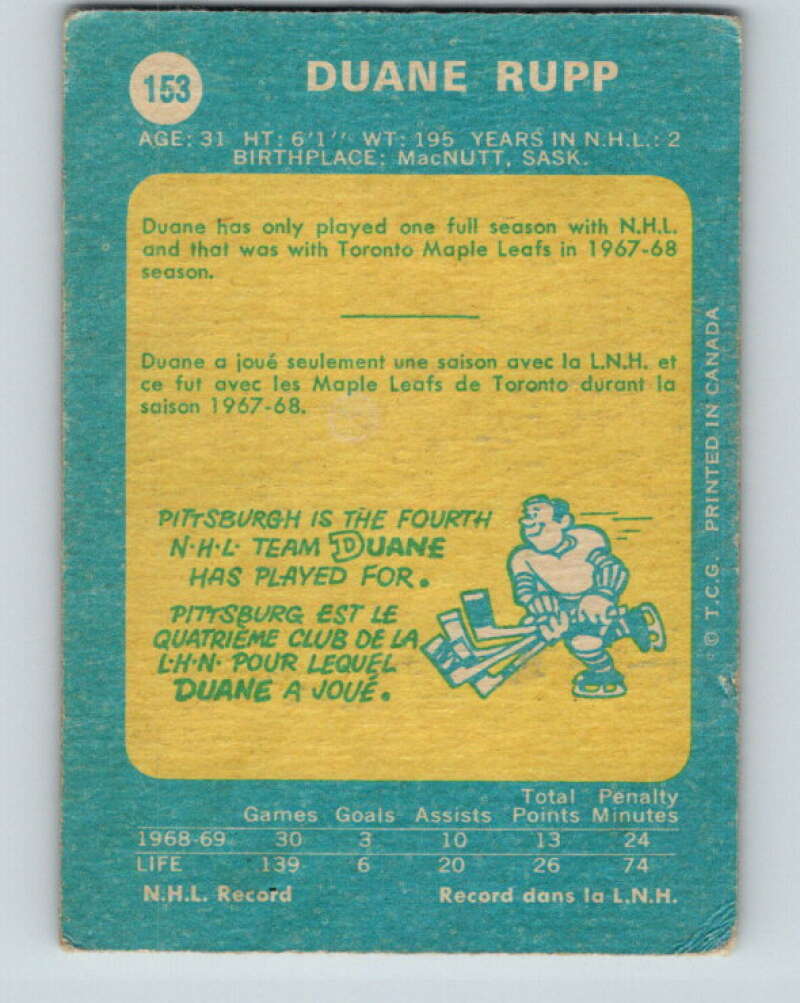 153
DUANE RUPP
AGE: 31 HT: 6'1'' WT: 195 YEARS IN N.H.L.: 2
BIRTHPLACE: MacNUTT, SASK.
Duane has only played one full season with N.H.L.
and that was with Toronto Maple Leafs in 1967-68
season.
Duane a joué seulement une saison avec la L.N.H. et
ce fut avec les Maple Leafs de Toronto durant la
saison 1967-68.
PITTSBURGH IS THE FOURTH
N·H·L· TEAM DUANE
HAS PLAYED FOR.
PITTSBURG EST LE
QUATRIÈME CLUB DE LA
L·H·N· POUR LEQUEL
DUANE A JOUÉ.
© T.C.G. PRINTED IN CANADA
Total Penalty
Games Goals Assists Points Minutes
1968-69 30 3 10 13 24
LIFE 139 6 20 26 74
N.H.L. Record Record dans la L.N.H.